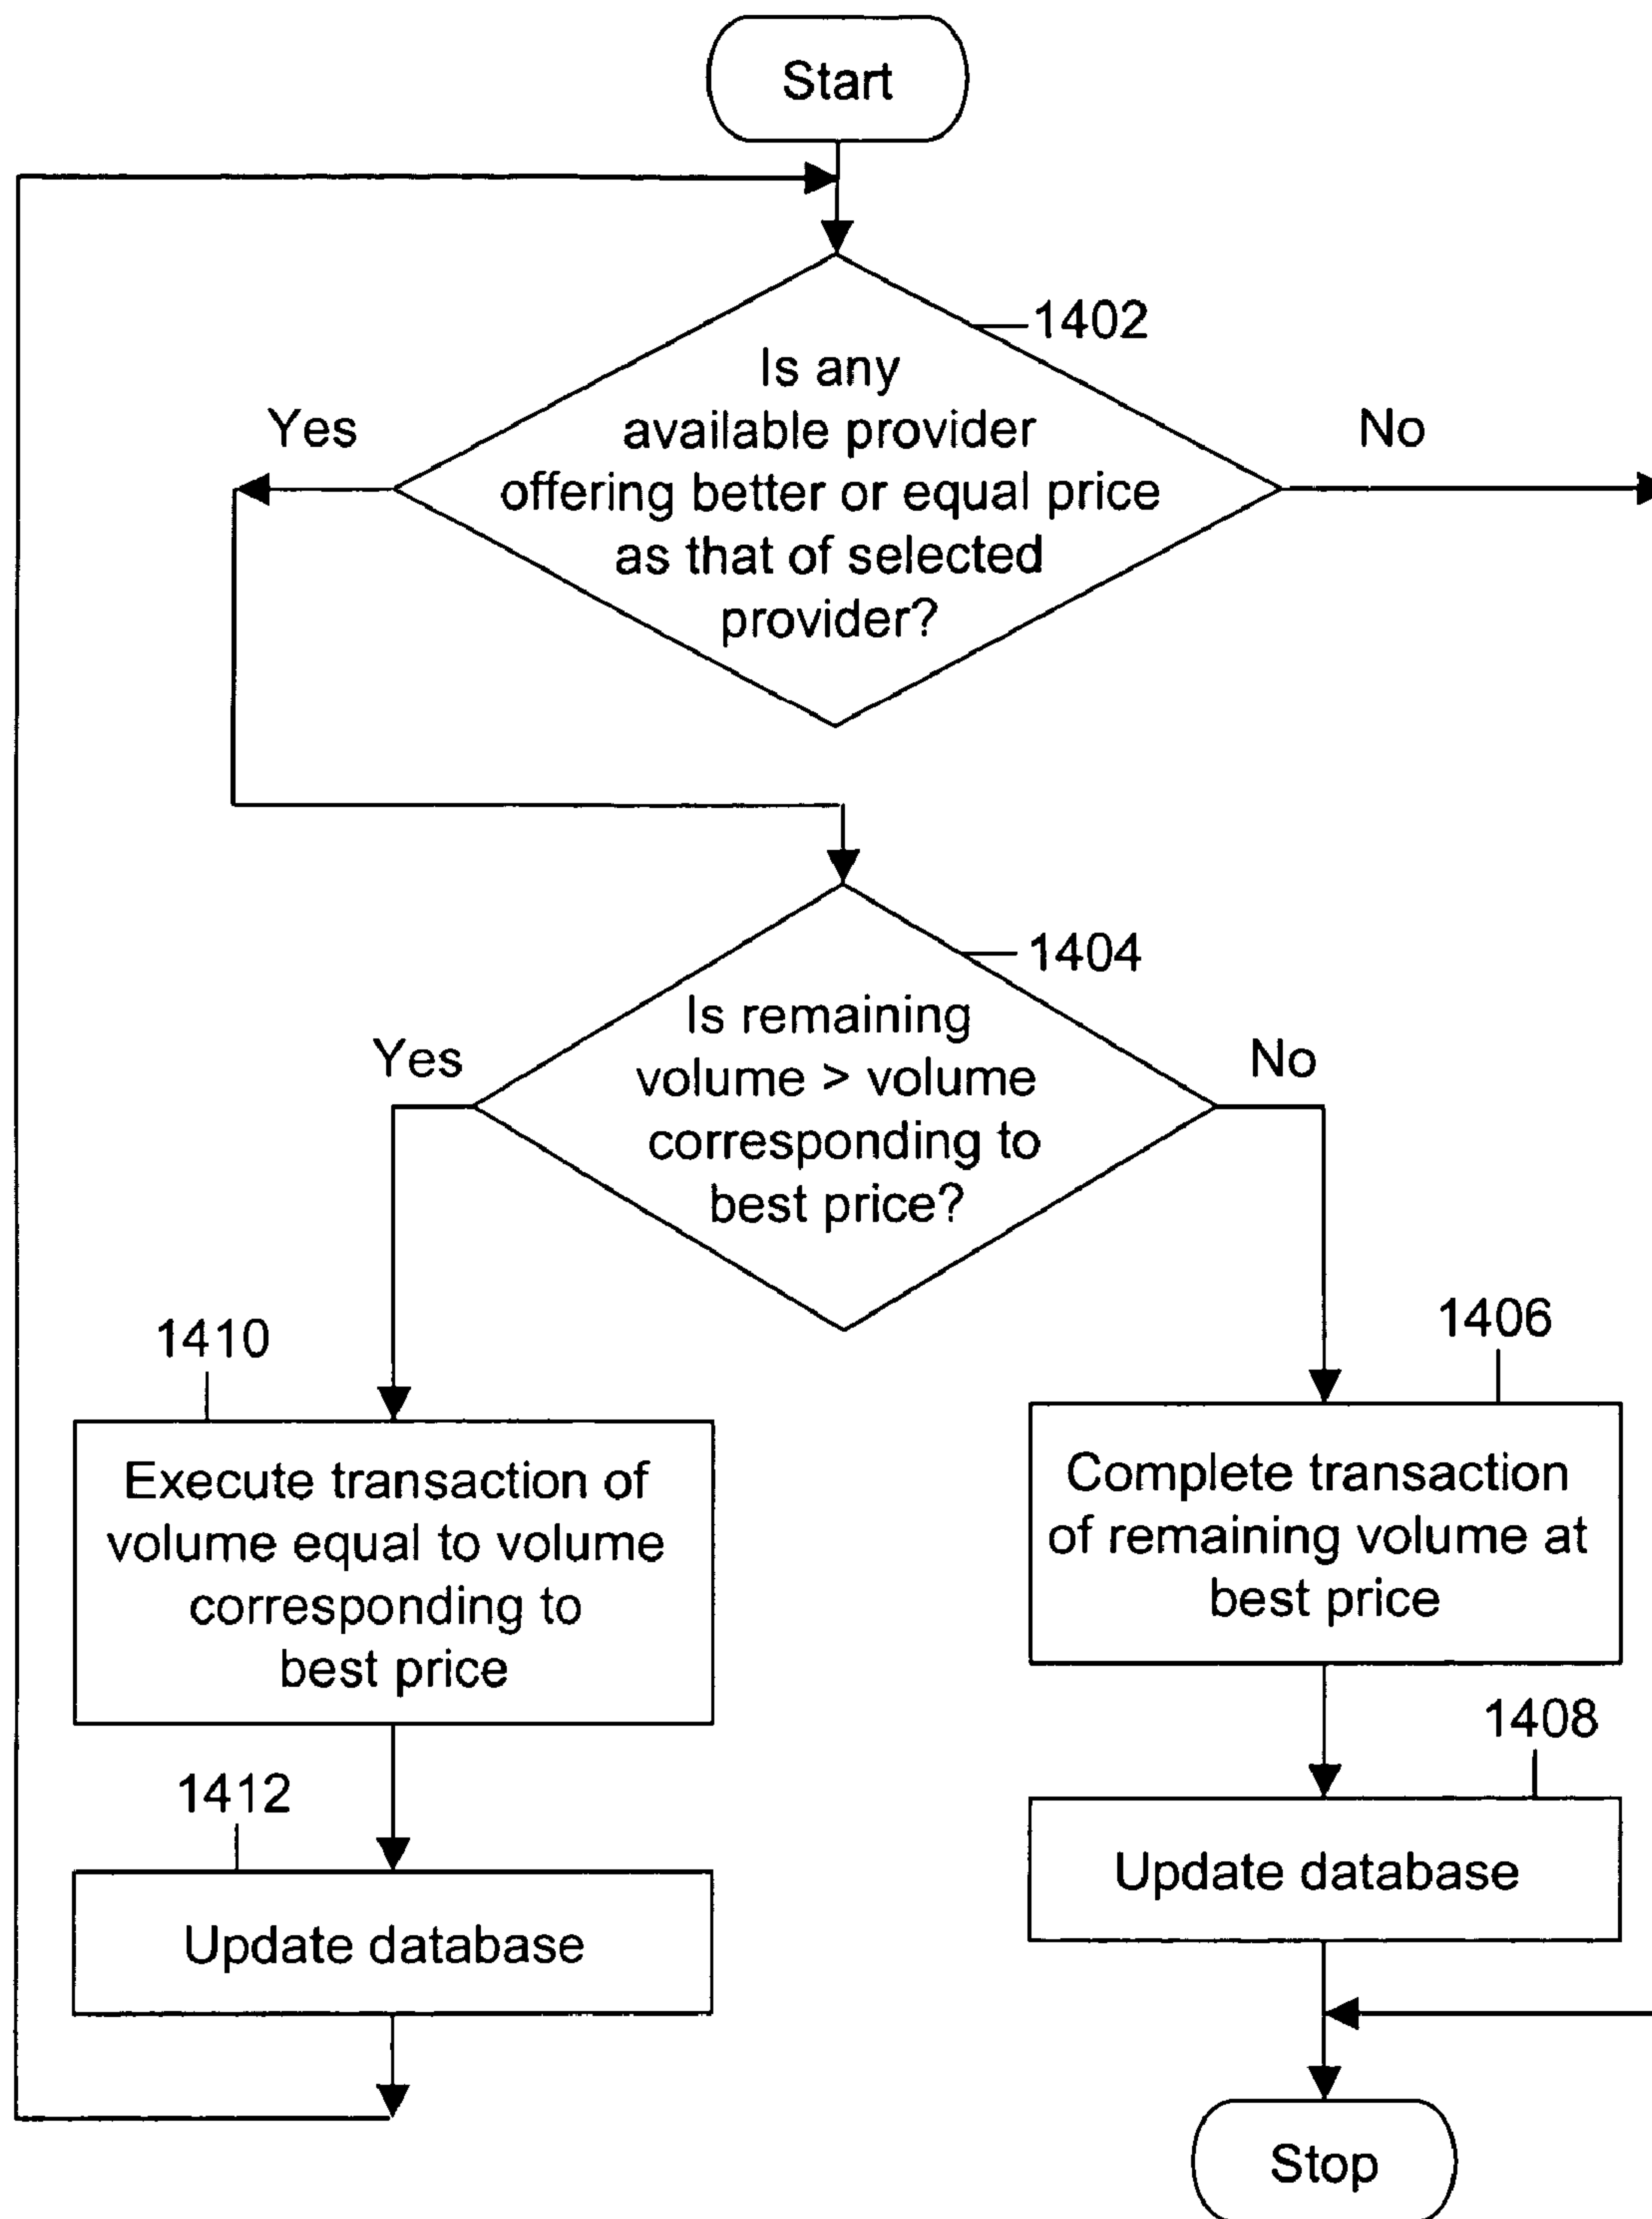 Start
1402
Is any
available provider
offering better or equal price
as that of selected
provider?
Yes
No
1404
Is remaining
volume > volume
corresponding to
best price?
Yes
No
1410
Execute transaction of
volume equal to volume
corresponding to
best price
1406
Complete transaction
of remaining volume at
best price
1412
Update database
1408
Update database
Stop